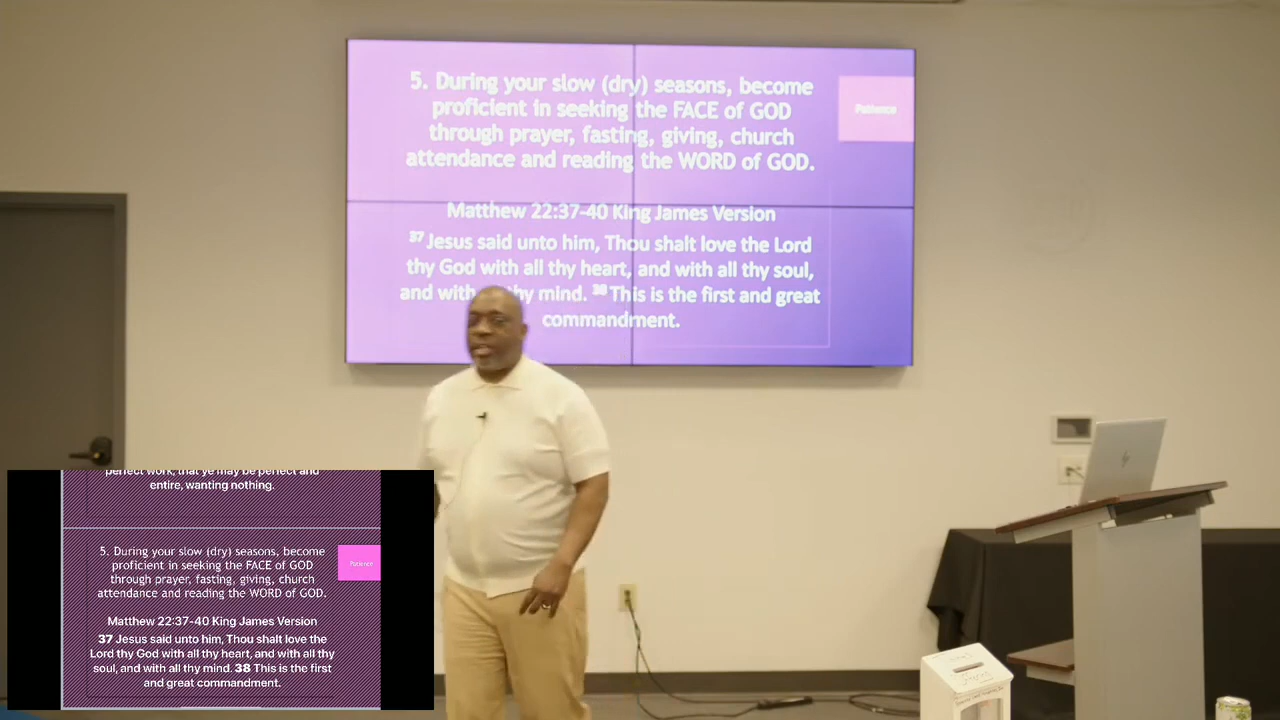 5. During your slow (dry) seasons, become
proficient in seeking the FACE of GOD
through prayer, fasting, giving, church
attendance and reading the WORD of GOD.
Patience
Matthew 22:37-40 King James Version
37 Jesus said unto him, Thou shalt love the Lord
thy God with all thy heart, and with all thy soul,
and with thy mind. 38 This is the first and great
commandment.
perfect work, that ye may be perfect and
entire, wanting nothing.
5. During your slow (dry) seasons, become
proficient in seeking the FACE of GOD
through prayer, fasting, giving, church
attendance and reading the WORD of GOD.
Patience
Matthew 22:37-40 King James Version
37 Jesus said unto him, Thou shalt love the
Lord thy God with all thy heart, and with all thy
soul, and with all thy mind. 38 This is the first
and great commandment.